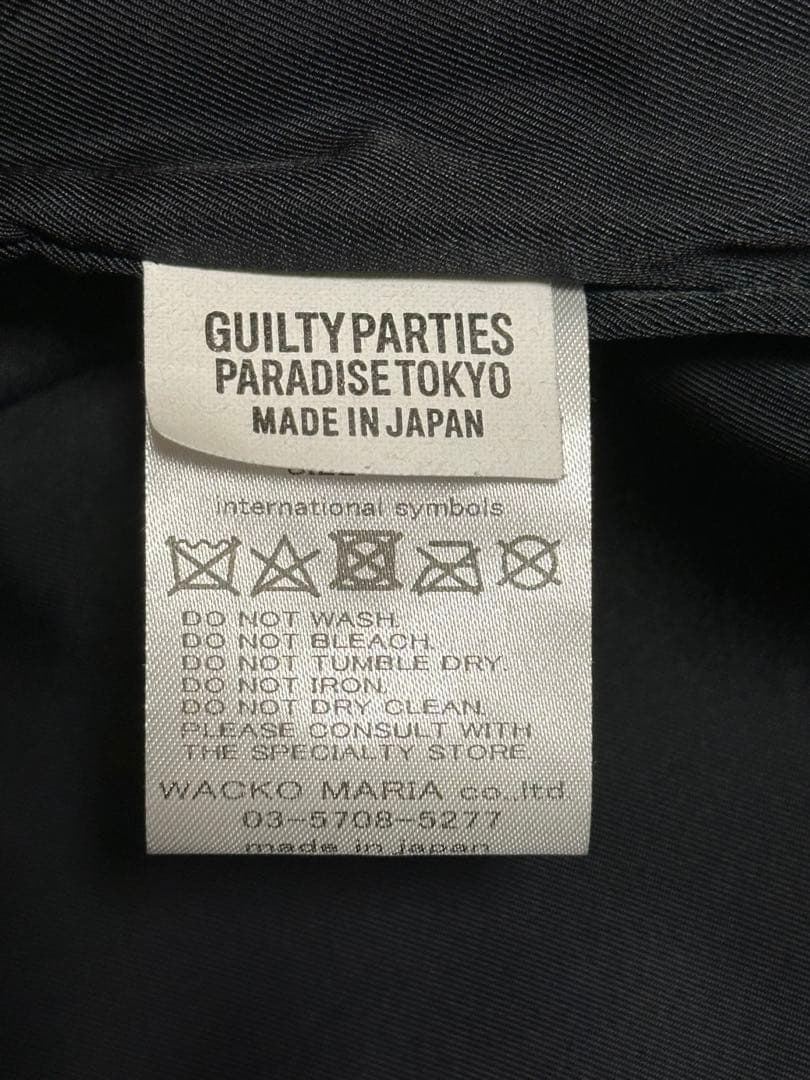 GUILTY PARTIES
PARADISE TOKYO
MADE IN JAPAN
international symbols
DO NOT WASH.
DO NOT BLEACH.
DO NOT TUMBLE DRY.
DO NOT IRON.
DO NOT DRY CLEAN.
PLEASE CONSULT WITH
THE SPECIALTY STORE.
WACKO MARIA co.,ltd.
03-5708-5277
made in japan